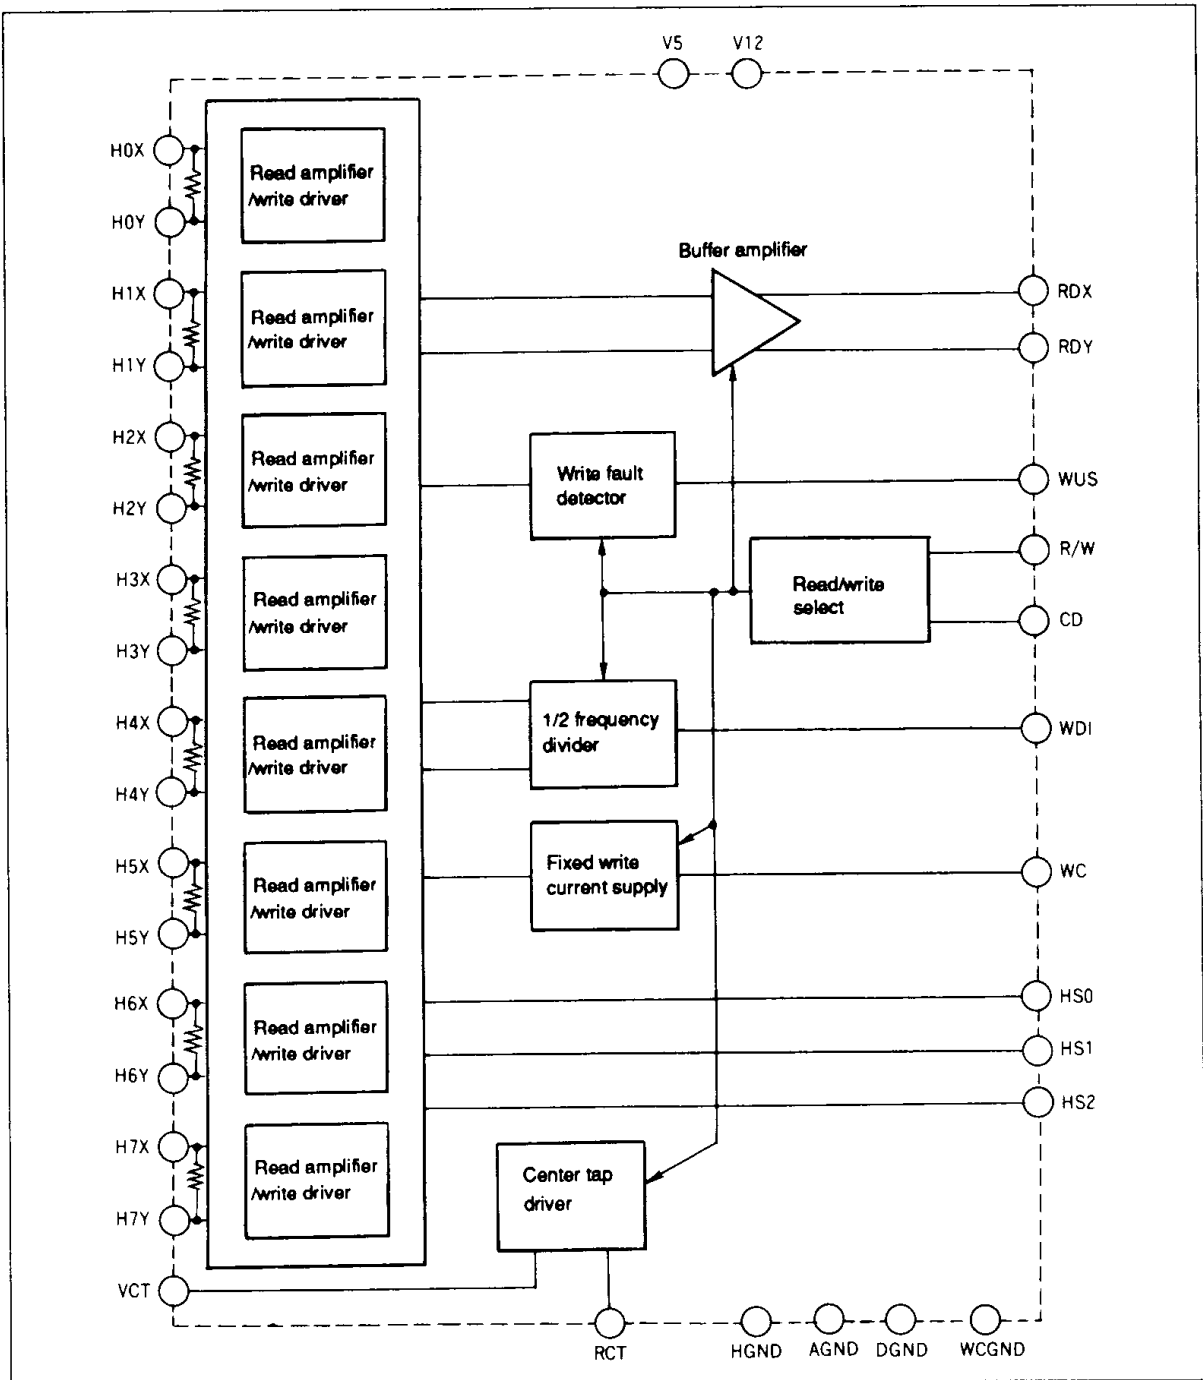 V5 V12
H0X
Read amplifier
/write driver
H0Y
Buffer amplifier
H1X
Read amplifier
/write driver
RDX
H1Y
RDY
H2X
Read amplifier
/write driver
Write fault
detector
WUS
H2Y
R/W
H3X
Read amplifier
/write driver
Read/write
select
CD
H3Y
H4X
Read amplifier
/write driver
1/2 frequency
divider
WDI
H4Y
H5X
Read amplifier
/write driver
Fixed write
current supply
WC
H5Y
H6X
Read amplifier
/write driver
HS0
HS1
H6Y
HS2
H7X
Read amplifier
/write driver
Center tap
driver
H7Y
VCT
RCT HGND AGND DGND WCGND